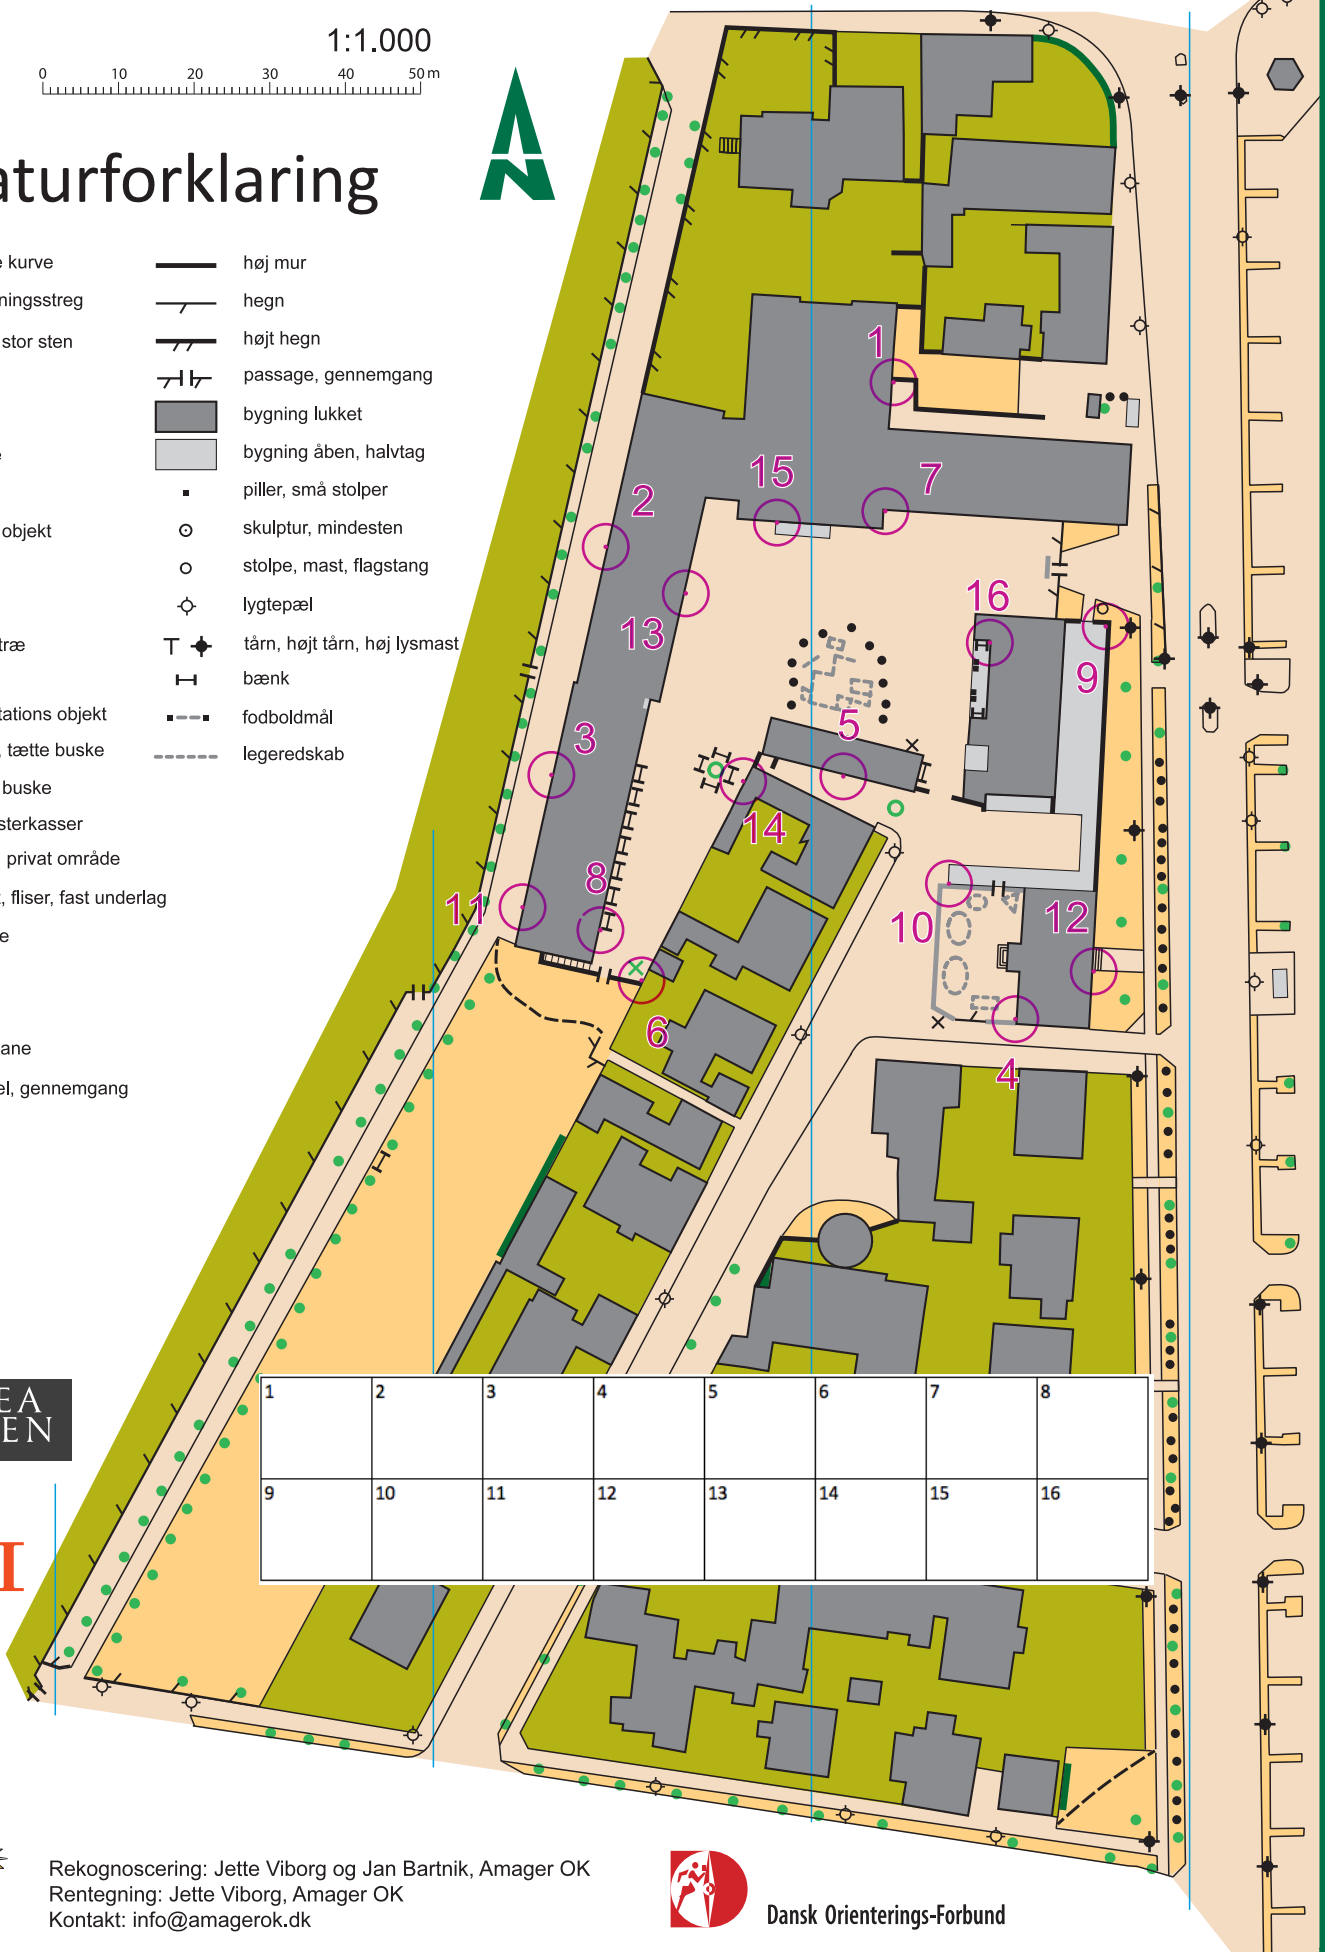 1:1.000
0 10 20 30 40 50 m
aturforklaring
e kurve
ningsstreg
stor sten
e
objekt
træ
tations objekt
, tætte buske
buske
sterkasser
privat område
, fliser, fast underlag
e
ane
el, gennemgang
høj mur
hegn
højt hegn
passage, gennemgang
bygning lukket
bygning åben, halvtag
piller, små stolper
skulptur, mindesten
stolpe, mast, flagstang
lygtepæl
tårn, højt tårn, høj lysmast
bænk
fodboldmål
legeredskab
1
15
7
2
16
13
9
5
3
14
8
11
10
12
6
4
EA
EN
I
1 2 3 4 5 6 7 8
9 10 11 12 13 14 15 16
Rekognoscering: Jette Viborg og Jan Bartnik, Amager OK
Rentegning: Jette Viborg, Amager OK
Kontakt: info@amagerok.dk
Dansk Orienterings-Forbund